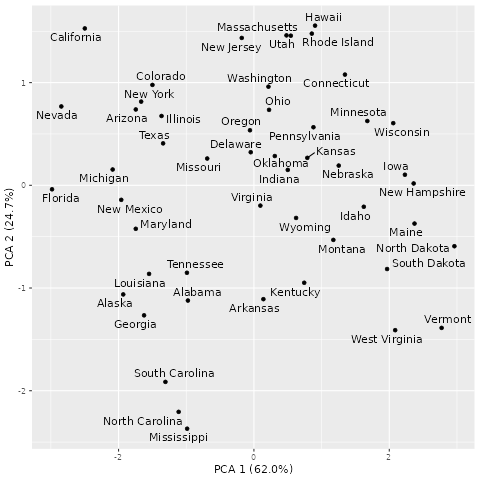 Hawaii
Massachusetts
California
Utah
Rhode Island
New Jersey
Colorado
Washington
Connecticut
1
New York
Ohio
Nevada
Arizona
Illinois
Minnesota
Oregon
Wisconsin
Texas
Pennsylvania
Delaware
Kansas
Missouri
Oklahoma
Iowa
Michigan
Indiana
Nebraska
0
New Hampshire
Florida
Virginia
New Mexico
Idaho
Maryland
Wyoming
Maine
Montana
North Dakota
Tennessee
South Dakota
Louisiana
Alabama
Kentucky
-1
Alaska
Arkansas
Georgia
Vermont
West Virginia
South Carolina
-2
North Carolina
Mississippi
-2
0
2
PCA 1 (62.0%)
PCA 2 (24.7%)